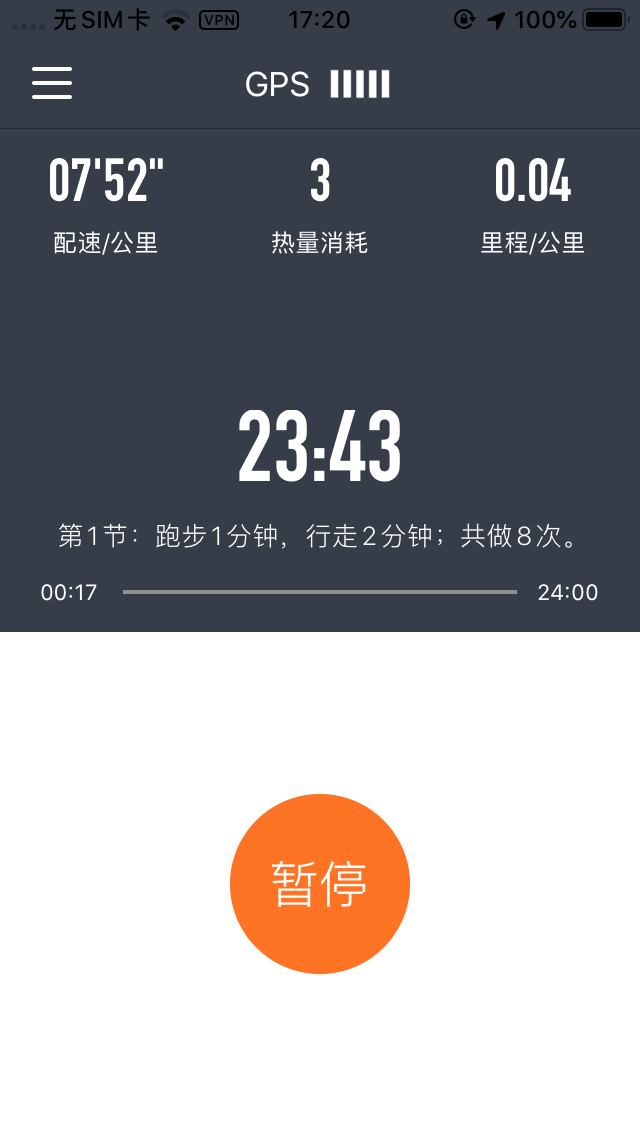 无SIM卡 VPN 17:20 100%
GPS
07'52" 3 0.04
配速/公里 热量消耗 里程/公里
23:43
第1节：跑步1分钟，行走2分钟；共做8次。
00:17 24:00
暂停